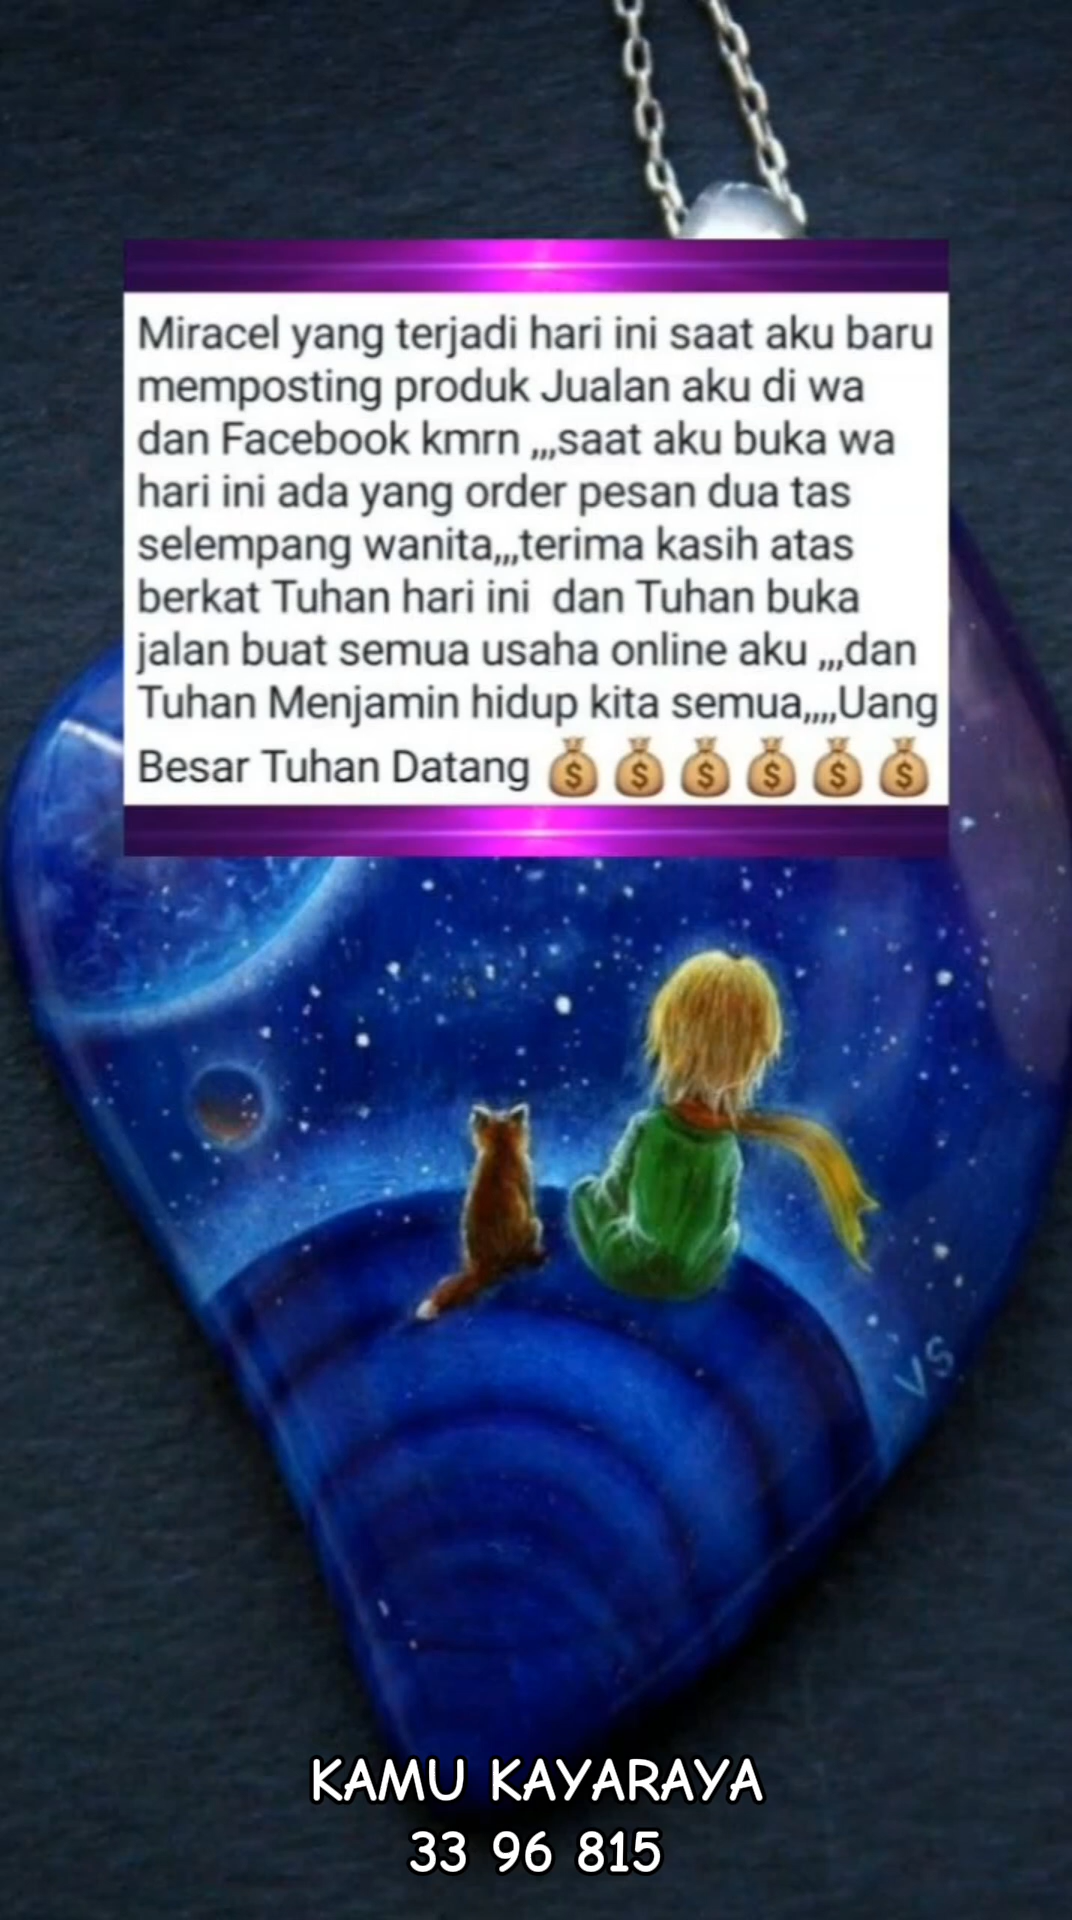 Miracel yang terjadi hari ini saat aku baru
memposting produk Jualan aku di wa
dan Facebook kmrn ,,,saat aku buka wa
hari ini ada yang order pesan dua tas
selempang wanita,,,terima kasih atas
berkat Tuhan hari ini  dan Tuhan buka
jalan buat semua usaha online aku ,,,dan
Tuhan Menjamin hidup kita semua,,,,Uang
Besar Tuhan Datang 💰💰💰💰💰💰
VS
KAMU KAYARAYA
33 96 815